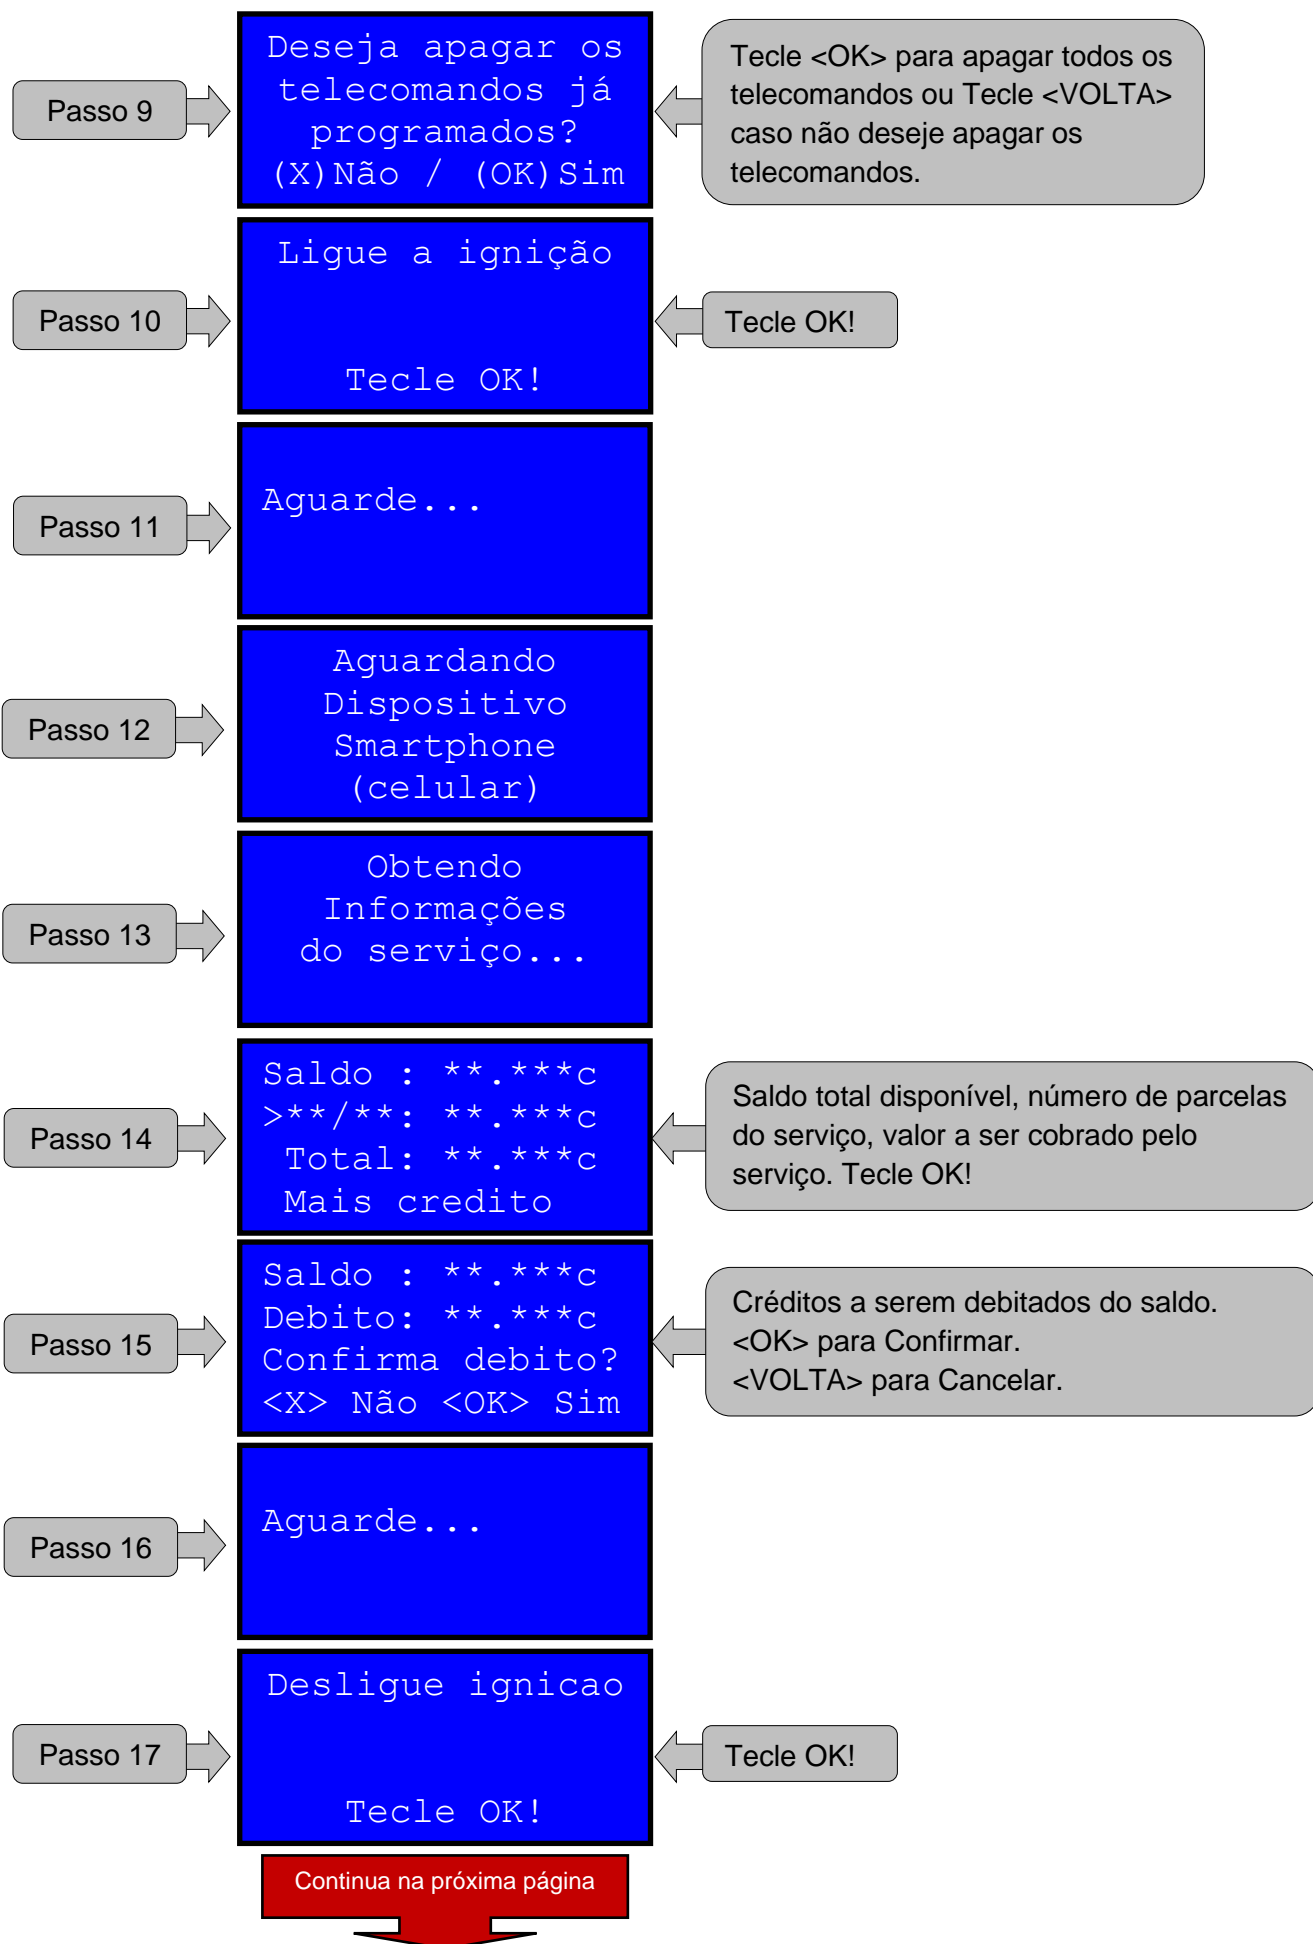 Passo 9
Deseja apagar os
telecomandos já
programados?
(X)Não / (OK)Sim
Tecle <OK> para apagar todos os
telecomandos ou Tecle <VOLTA>
caso não deseje apagar os
telecomandos.
Passo 10
Ligue a ignição
Tecle OK!
Tecle OK!
Passo 11
Aguarde...
Passo 12
Aguardando
Dispositivo
Smartphone
(celular)
Passo 13
Obtendo
Informações
do serviço...
Passo 14
Saldo : **.***c
>**/**: **.***c
Total: **.***c
Mais credito
Saldo total disponível, número de parcelas
do serviço, valor a ser cobrado pelo
serviço. Tecle OK!
Passo 15
Saldo : **.***c
Debito: **.***c
Confirma debito?
<X> Não <OK> Sim
Créditos a serem debitados do saldo.
<OK> para Confirmar.
<VOLTA> para Cancelar.
Passo 16
Aguarde...
Passo 17
Desligue ignicao
Tecle OK!
Tecle OK!
Continua na próxima página